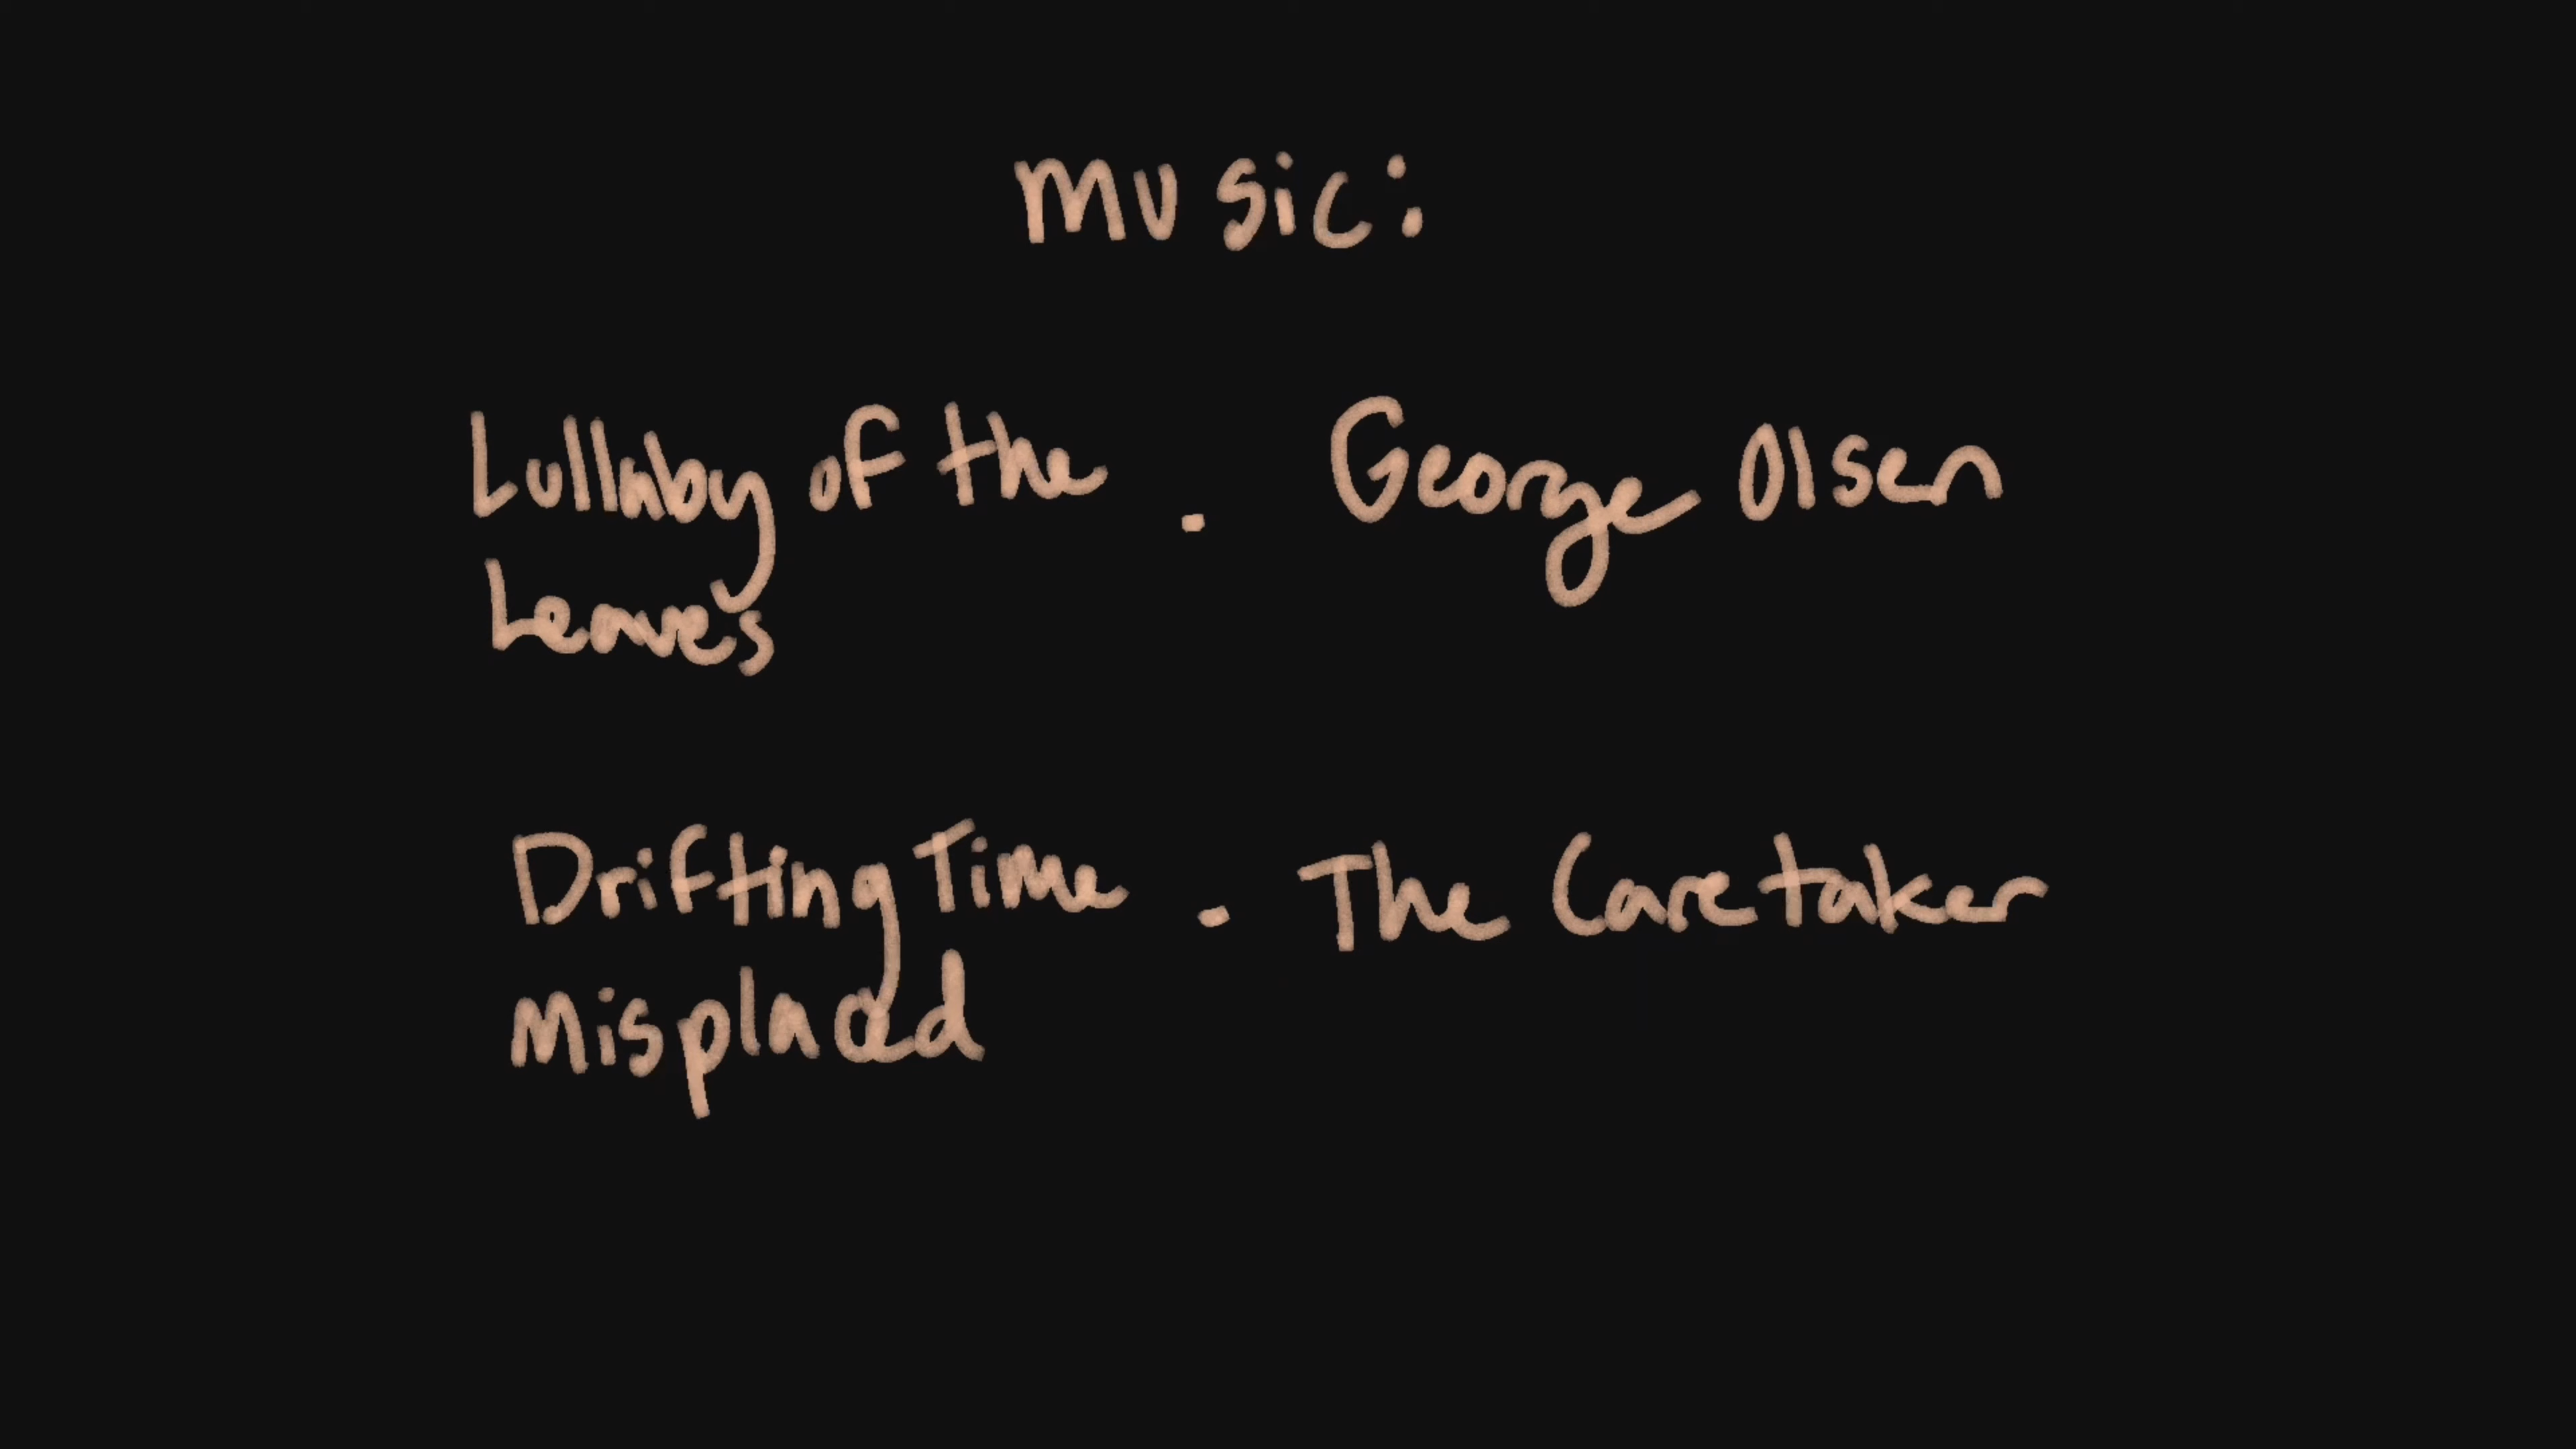 Music:
Lullaby of the . George Olsen
Leaves
Drifting Time . The Caretaker
Misplaced